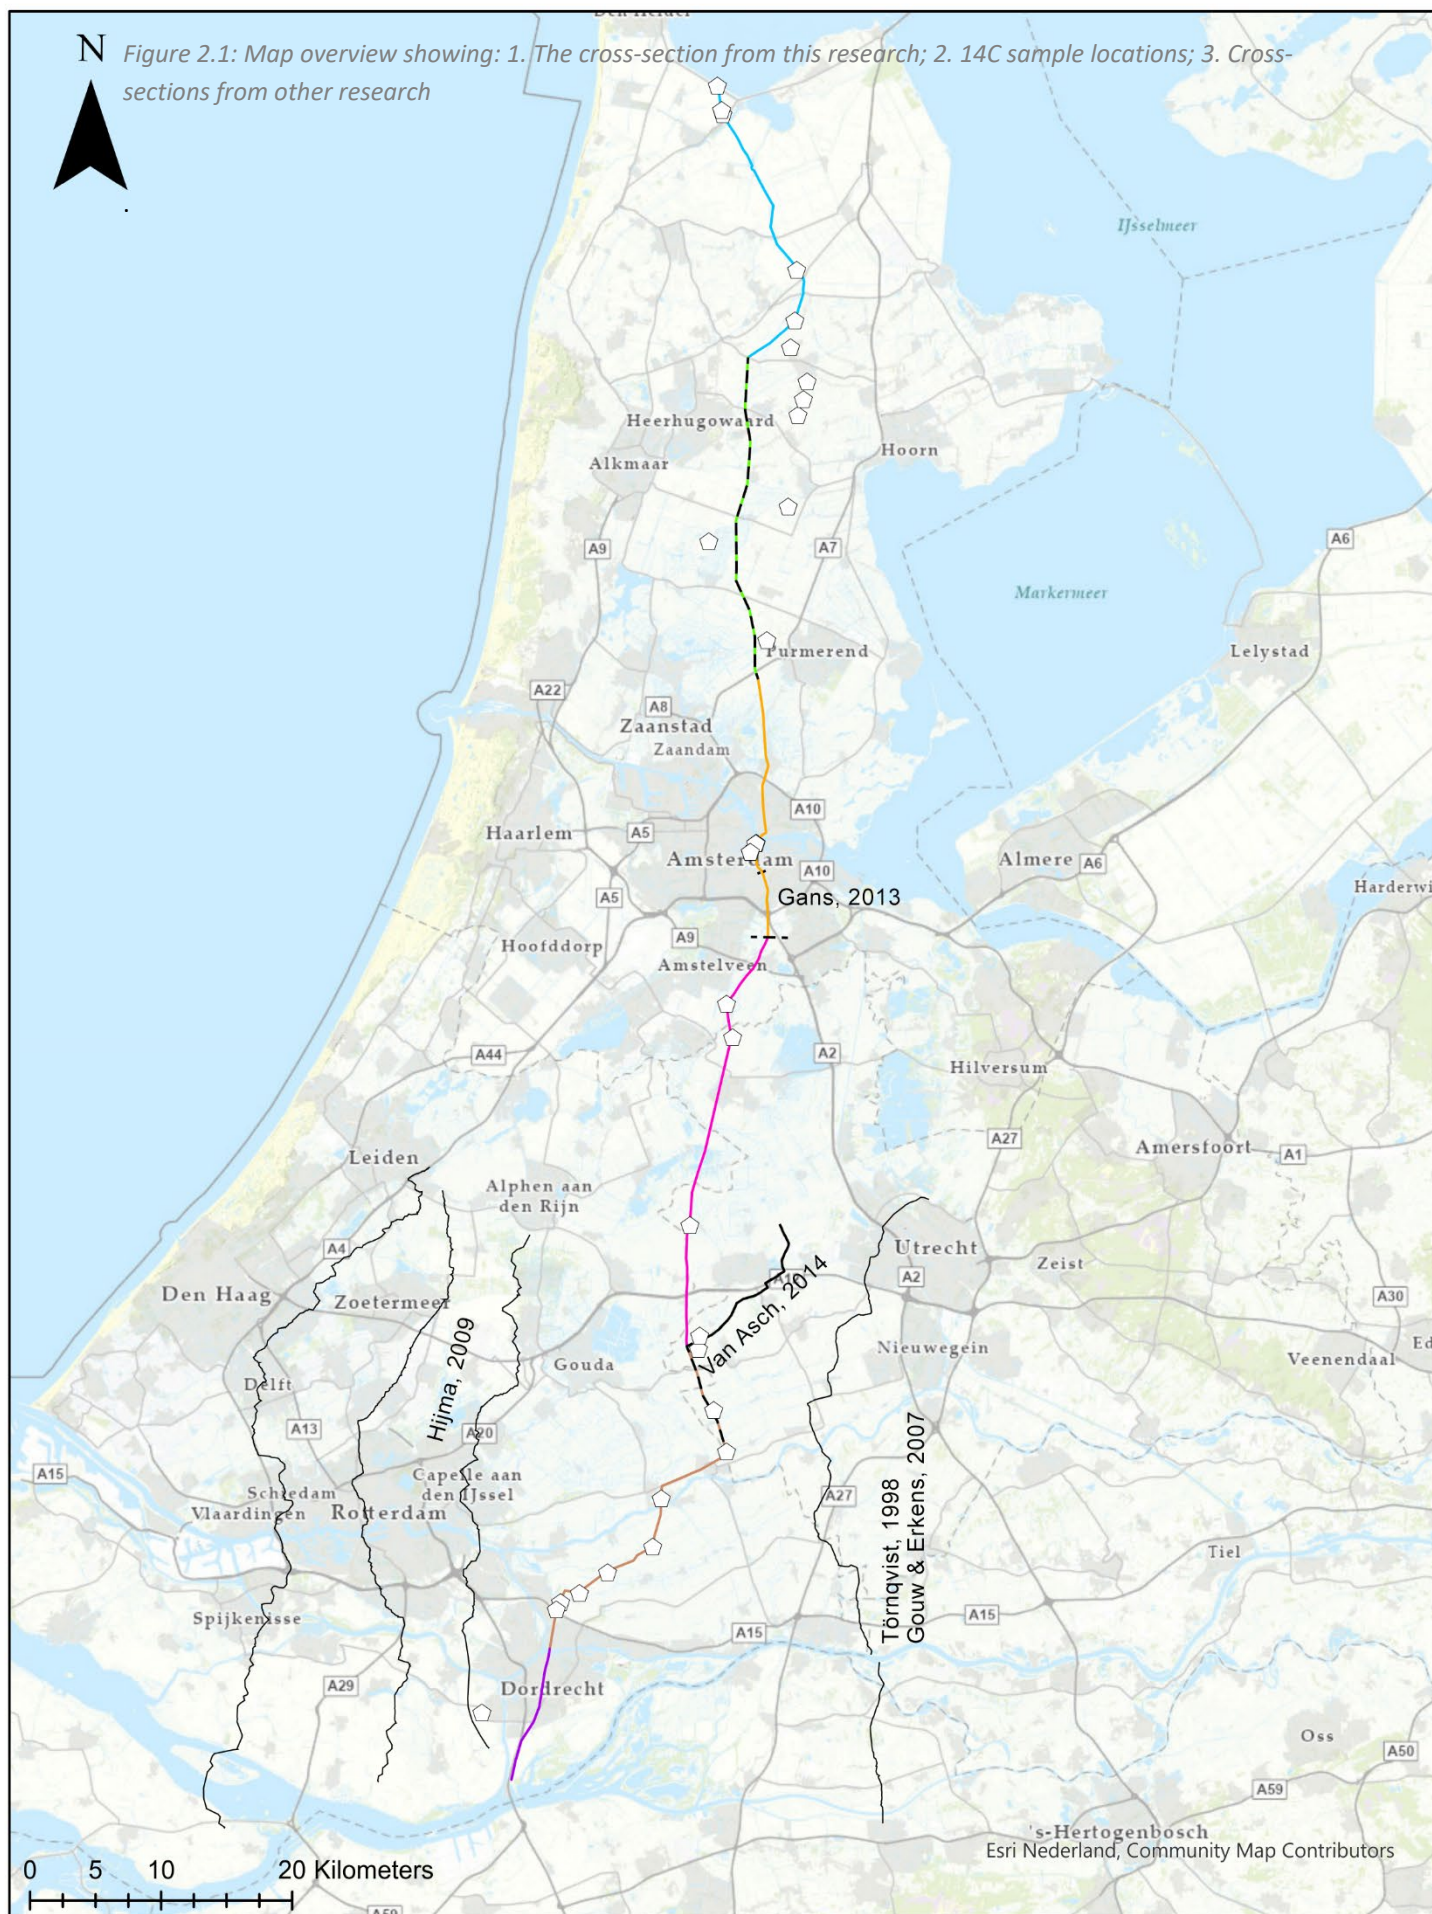 Den Helder
N
Figure 2.1: Map overview showing: 1. The cross-section from this research; 2. 14C sample locations; 3. Cross-
sections from other research
.
IJsselmeer
Heerhugowaard
Hoorn
Alkmaar
A9
A7
A6
Markermeer
Purmerend
Lelystad
A22
A8
Zaanstad
Zaandam
A10
Haarlem
A5
Amsterdam
A10
Almere
A6
Harderwi
A5
Gans, 2013
Hoofddorp
A9
Amstelveen
A44
A2
Hilversum
A27
Amersfoort
A1
Leiden
Alphen aan
den Rijn
A4
Utrecht
Zeist
Den Haag
Zoetermeer
A2
A30
Van Asch, 2014
Hijma, 2009
Gouda
Nieuwegein
Veenendaal
Ed
Delft
A13
A20
A15
Capelle aan
den IJssel
Schiedam
Vlaardingen
Rotterdam
A27
Törnqvist, 1998
Gouw & Erkens, 2007
Tiel
Spijkenisse
A15
A15
A29
Dordrecht
Oss
A50
A59
's-Hertogenbosch
Esri Nederland, Community Map Contributors
0 5 10 20 Kilometers
A59